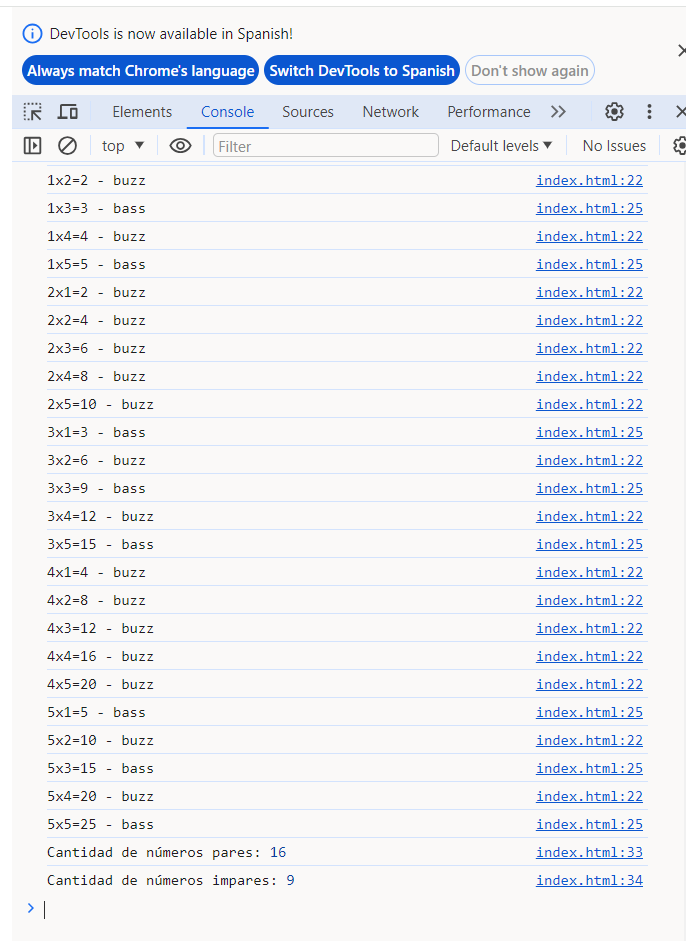 DevTools is now available in Spanish!
Always match Chrome's language Switch DevTools to Spanish Don't show again
Elements Console Sources Network Performance
top Filter Default levels No Issues
1x2=2 - buzz index.html:22
1x3=3 - bass index.html:25
1x4=4 - buzz index.html:22
1x5=5 - bass index.html:25
2x1=2 - buzz index.html:22
2x2=4 - buzz index.html:22
2x3=6 - buzz index.html:22
2x4=8 - buzz index.html:22
2x5=10 - buzz index.html:22
3x1=3 - bass index.html:25
3x2=6 - buzz index.html:22
3x3=9 - bass index.html:25
3x4=12 - buzz index.html:22
3x5=15 - bass index.html:25
4x1=4 - buzz index.html:22
4x2=8 - buzz index.html:22
4x3=12 - buzz index.html:22
4x4=16 - buzz index.html:22
4x5=20 - buzz index.html:22
5x1=5 - bass index.html:25
5x2=10 - buzz index.html:22
5x3=15 - bass index.html:25
5x4=20 - buzz index.html:22
5x5=25 - bass index.html:25
Cantidad de números pares: 16 index.html:33
Cantidad de números impares: 9 index.html:34